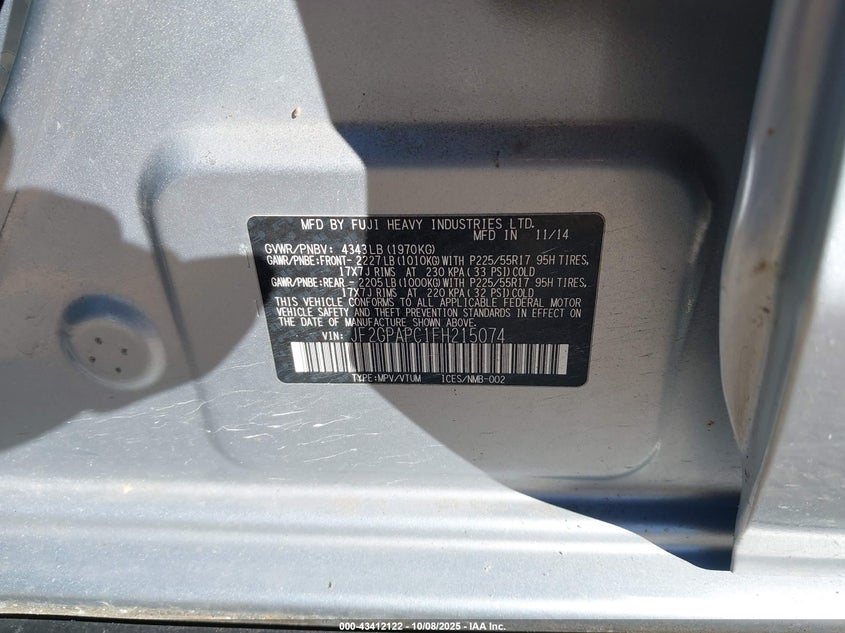 MFD BY FUJI HEAVY INDUSTRIES LTD.
MFD IN 11/14
GVWR/PNBV: 4343LB(1970KG)
GAWR/PNBE:FRONT- 2227LB(1010KG)WITH P225/55R17 95H TIRES,
17X7J RIMS AT 230 KPA(33 PSI)COLD
GAWR/PNBE:REAR - 2205LB(1000KG)WITH P225/55R17 95H TIRES,
17X7J RIMS AT 220 KPA(32 PSI)COLD
THIS VEHICLE CONFORMS TO ALL APPLICABLE FEDERAL MOTOR
VEHICLE SAFETY AND THEFT PREVENTION STANDARDS IN EFFECT ON
THE DATE OF MANUFACTURE SHOWN ABOVE.
VIN: JF2GPAPC1FH215074
TYPE:MPV/VTUM ICES/NMB-002
000-43412122 - 10/08/2025 - IAA Inc.